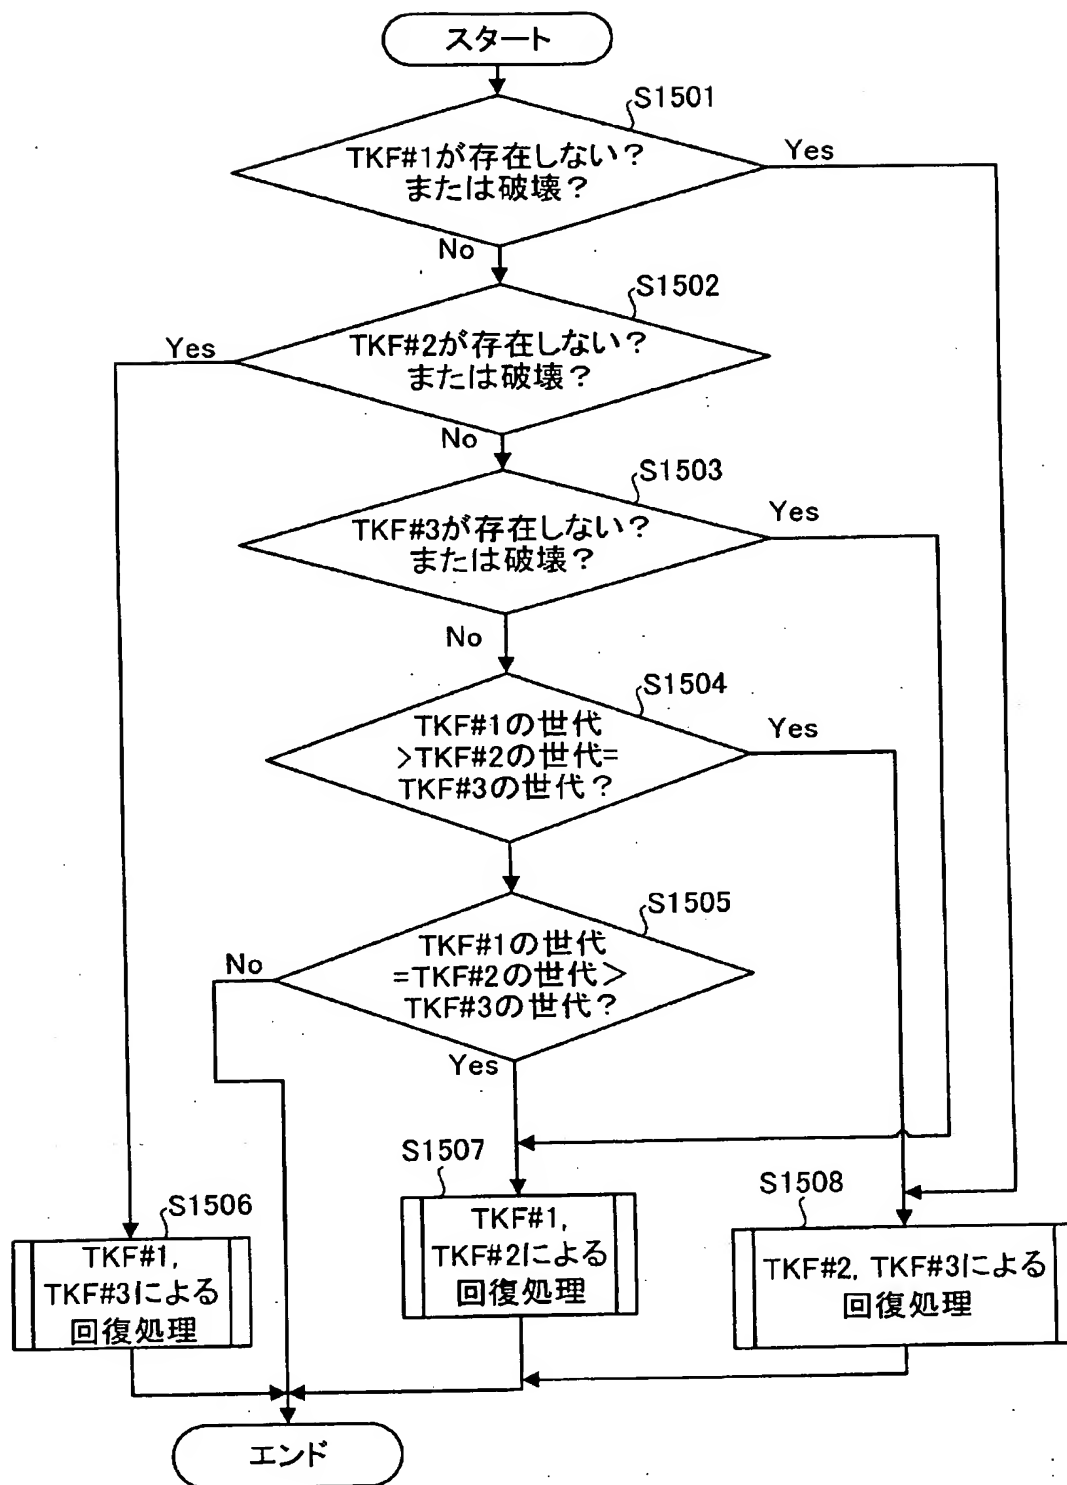 スタート
S1501
TKF#1が存在しない?
または破壊?
Yes
No
S1502
TKF#2が存在しない?
または破壊?
Yes
No
S1503
TKF#3が存在しない?
または破壊?
Yes
No
S1504
TKF#1の世代
>TKF#2の世代=
TKF#3の世代?
Yes
S1505
TKF#1の世代
=TKF#2の世代>
TKF#3の世代?
No
Yes
S1506
TKF#1,
TKF#3による
回復処理
S1507
TKF#1,
TKF#2による
回復処理
S1508
TKF#2, TKF#3による
回復処理
エンド